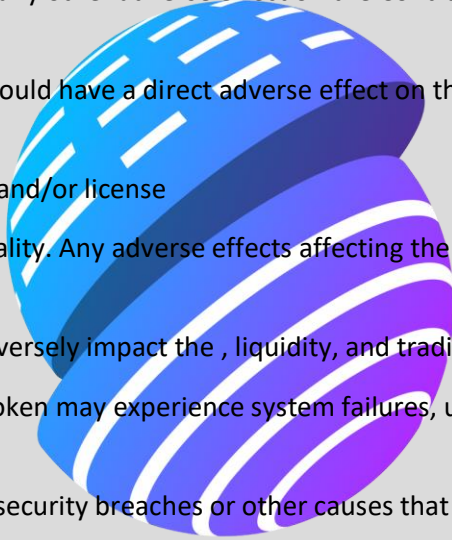 ould have a direct adverse effect on th
and/or license
ality. Any adverse effects affecting the
versely impact the , liquidity, and tradi
oken may experience system failures, u
security breaches or other causes that